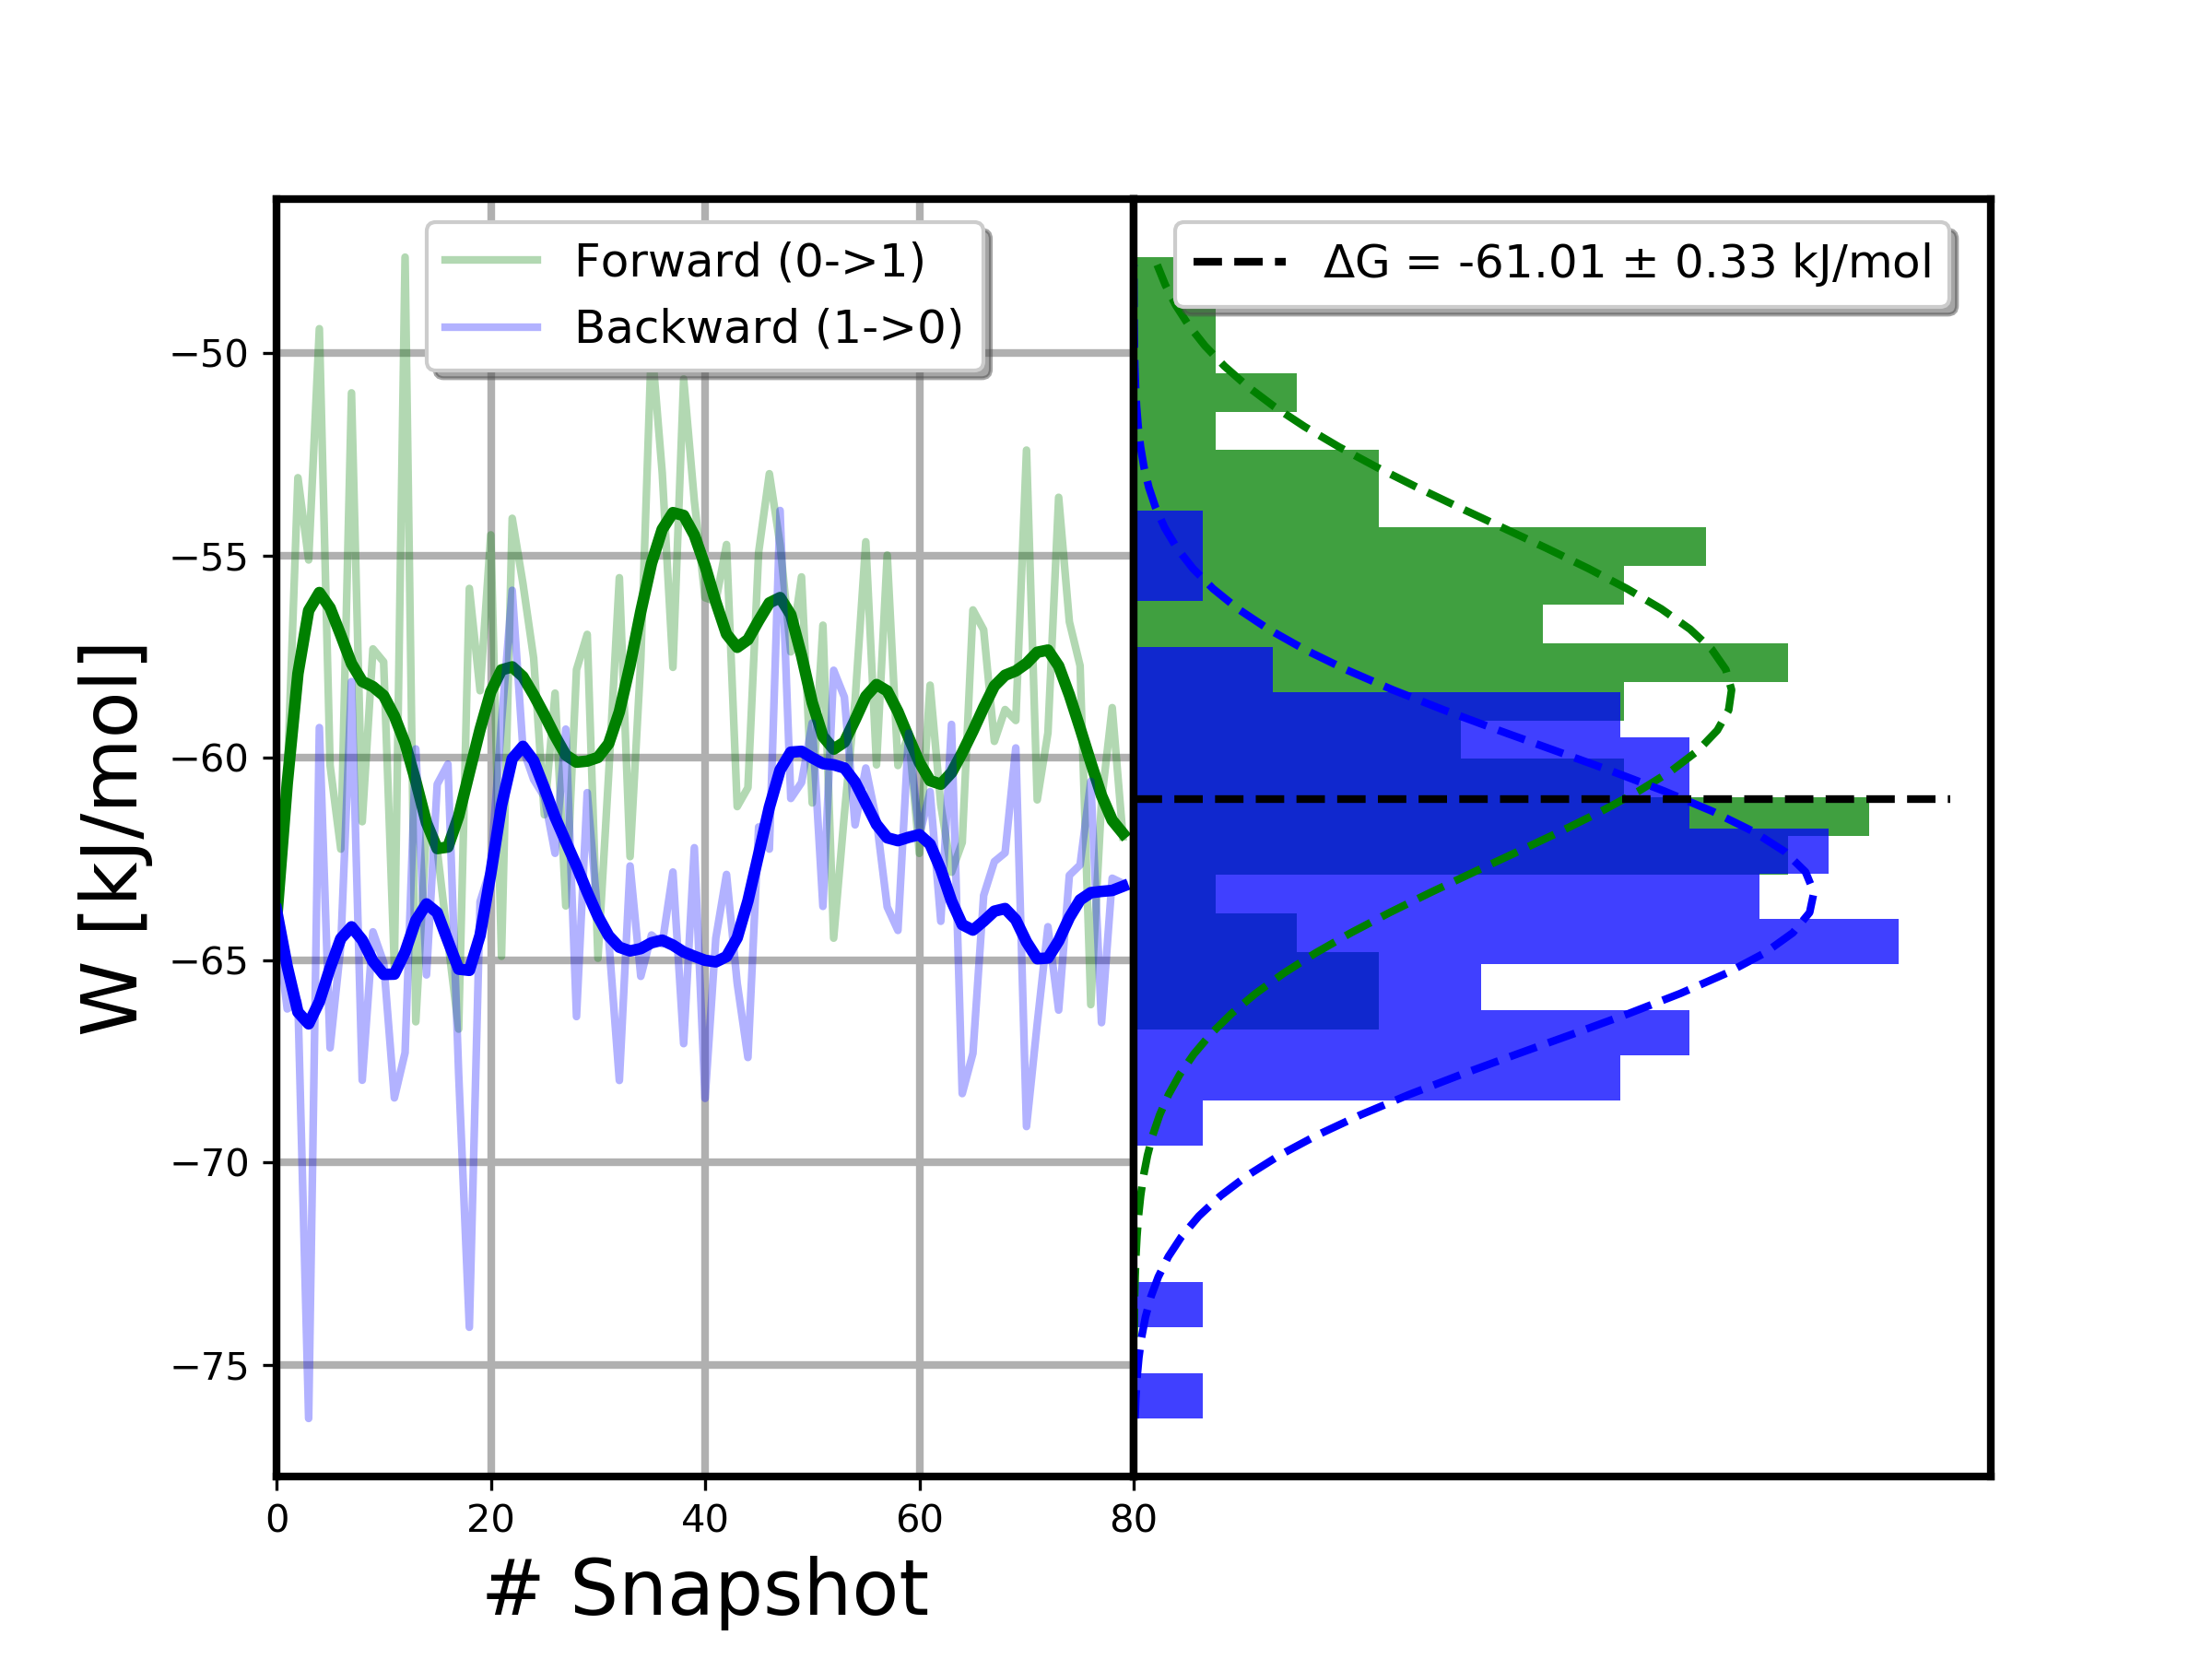 Forward (0->1)
Backward (1->0)
ΔG = -61.01 ± 0.33 kJ/mol
W [kJ/mol]
−50
−55
−60
−65
−70
−75
0 20 40 60 80
# Snapshot